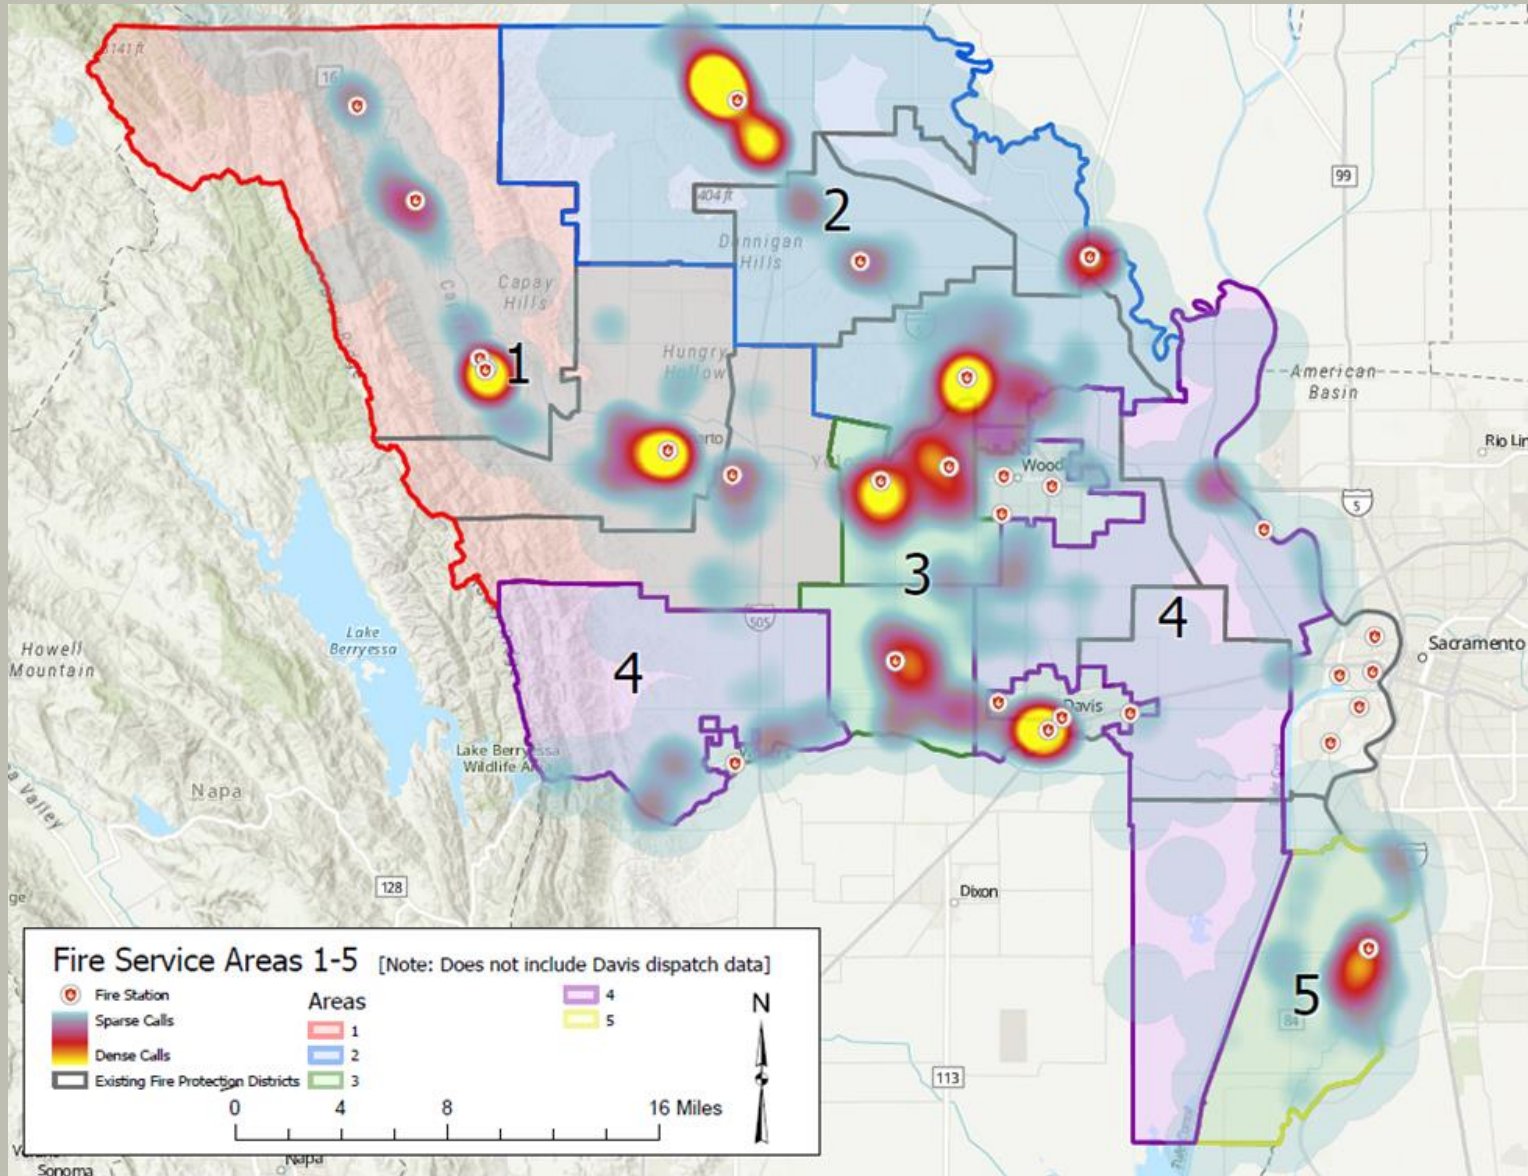 16
99
404 ft
2
Dunnigan
Hills
Capay
Hills
1
Hungry
Hollow
American
Basin
Rio Lin
Wood
5
3
4
505
4
Lake
Berryessa
Howell
Mountain
Sacramento
Davis
Lake Berryessa
Wildlife Area
Napa
128
Dixon
5
84
113
Fire Service Areas 1-5 [Note: Does not include Davis dispatch data]
Fire Station
Sparse Calls
Dense Calls
Existing Fire Protection Districts
Areas
1
2
3
4
5
N
0 4 8 16 Miles
Napa
Sonoma